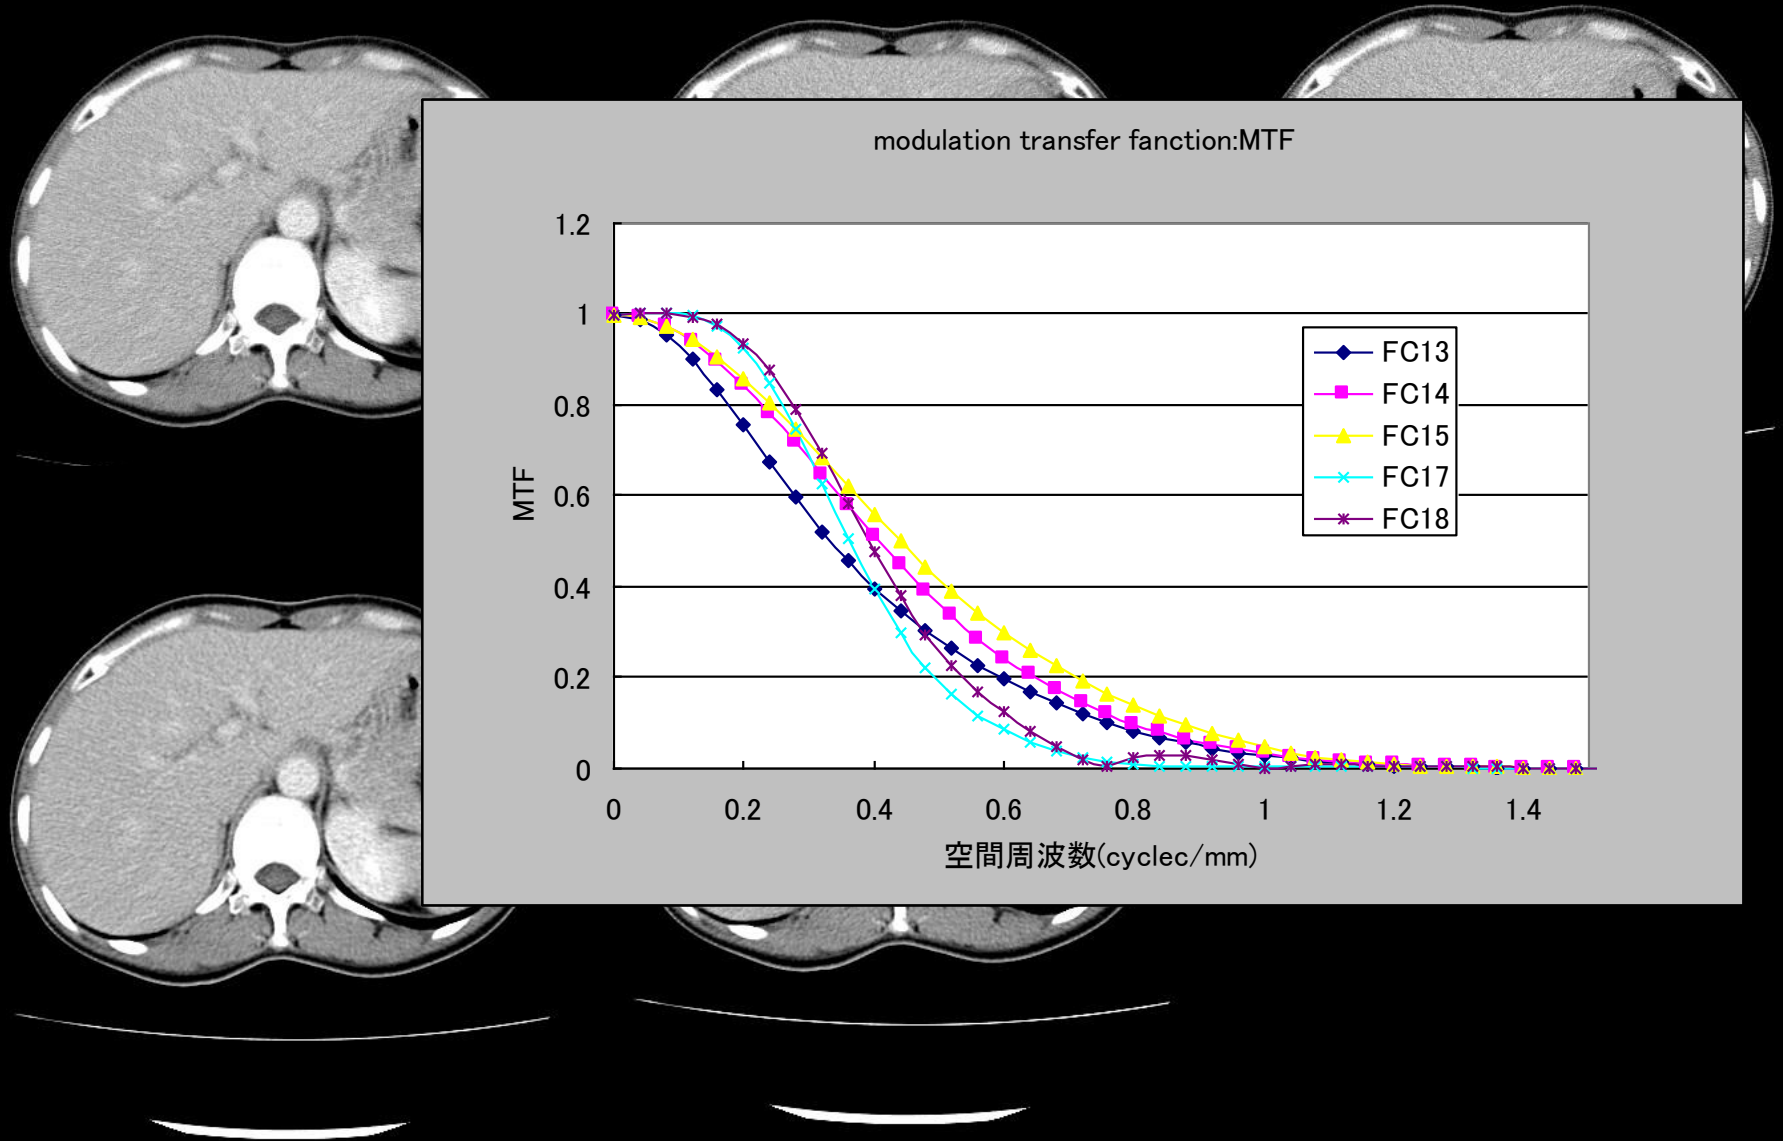 modulation transfer fanction:MTF
1.2
1
0.8
0.6
0.4
0.2
0
MTF
FC13
FC14
FC15
FC17
FC18
0 0.2 0.4 0.6 0.8 1 1.2 1.4
空間周波数(cyclec/mm)